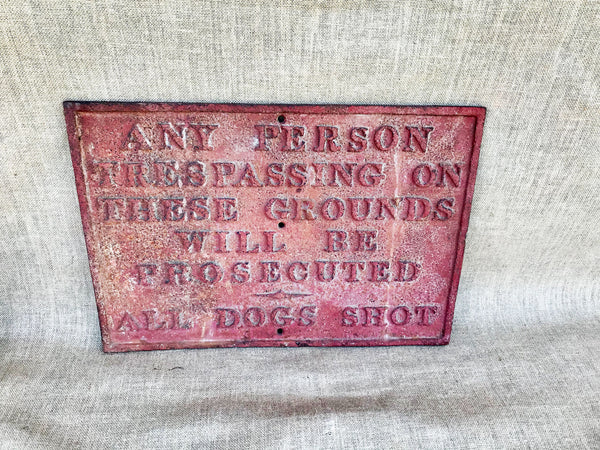 ANY PERSON
TRESPASSING ON
THESE GROUNDS
WILL BE
PROSECUTED
ALL DOGS SHOT